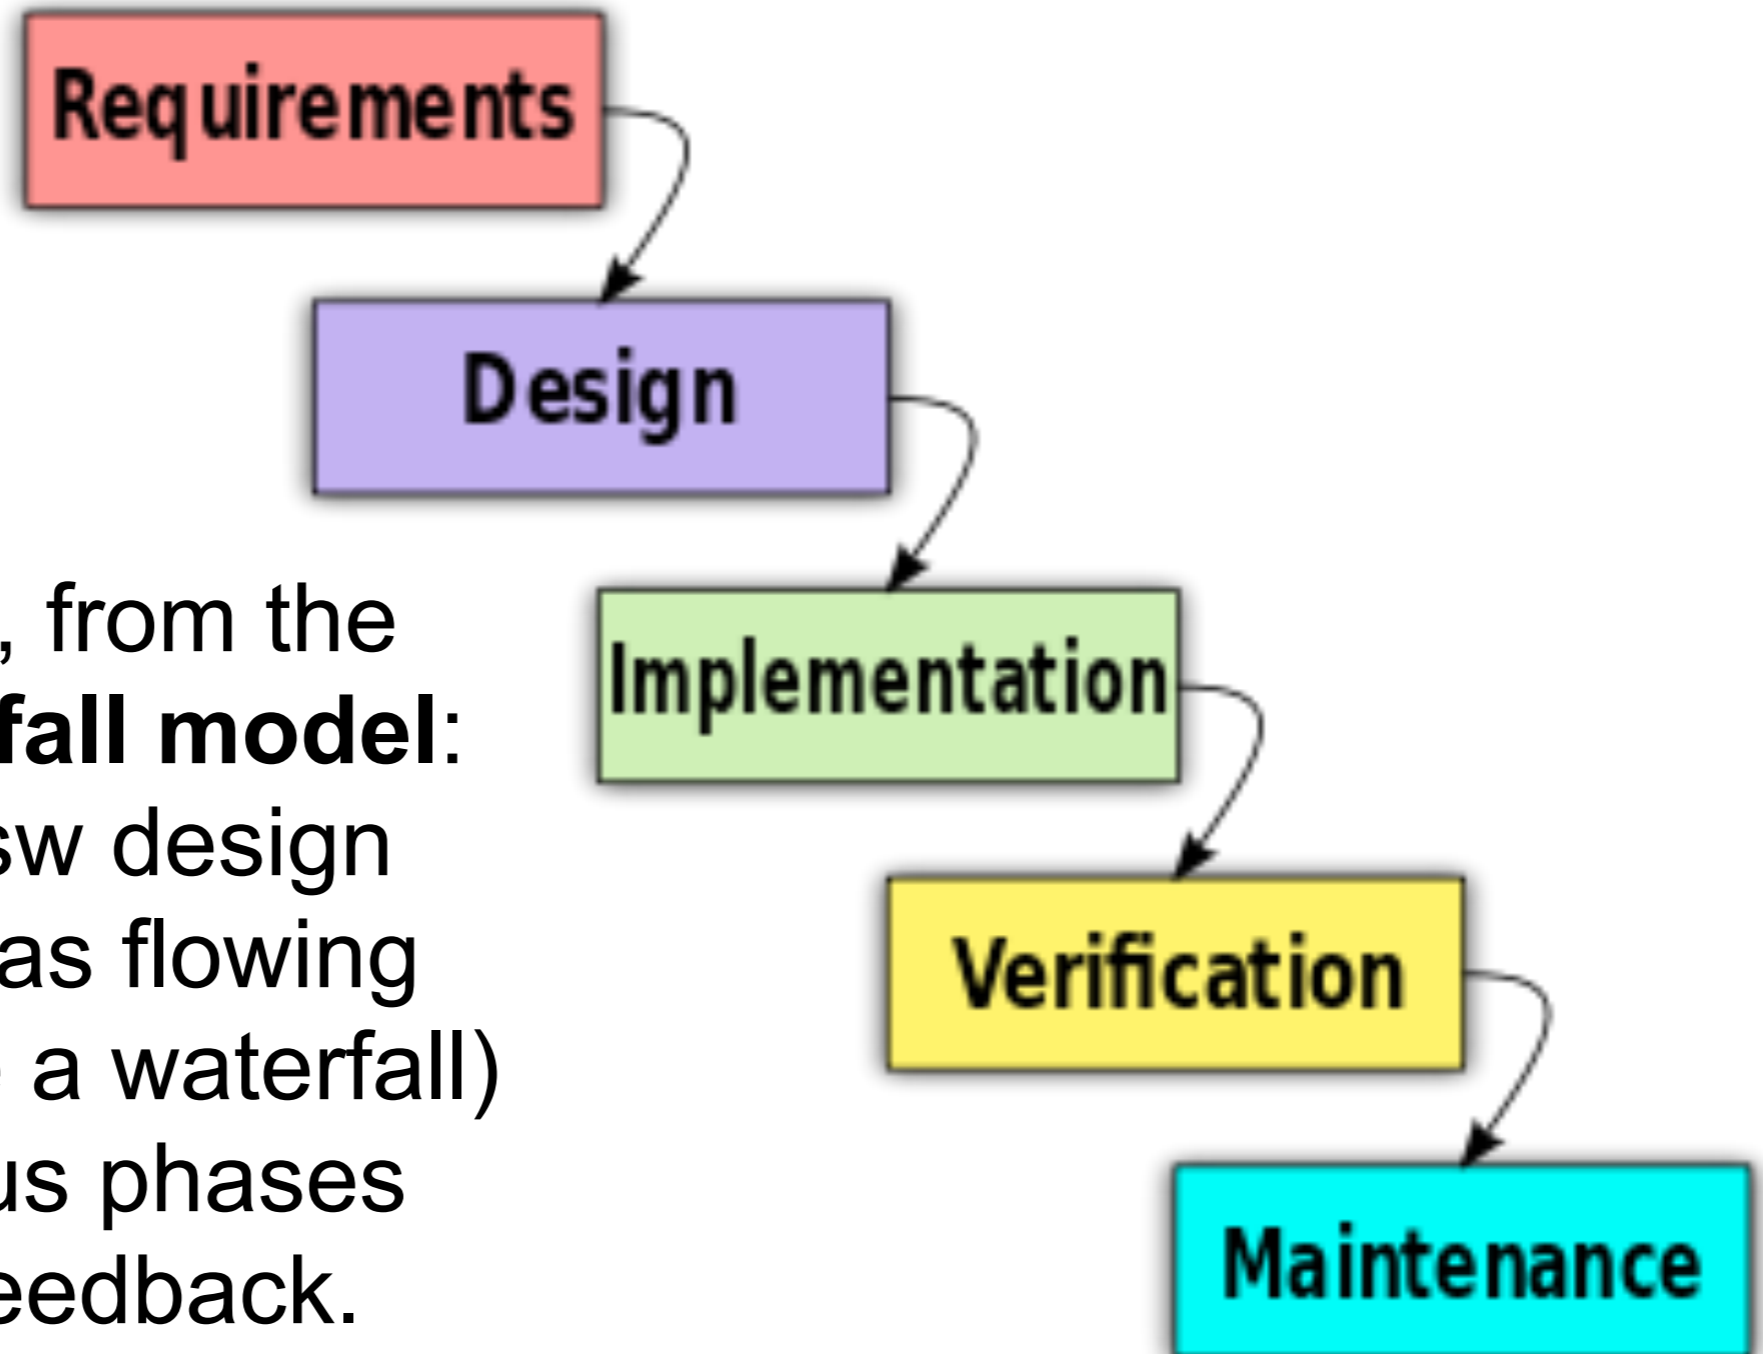 Requirements
Design
, from the
fall model:
sw design
as flowing
a waterfall)
us phases
eedback.
Implementation
Verification
Maintenance